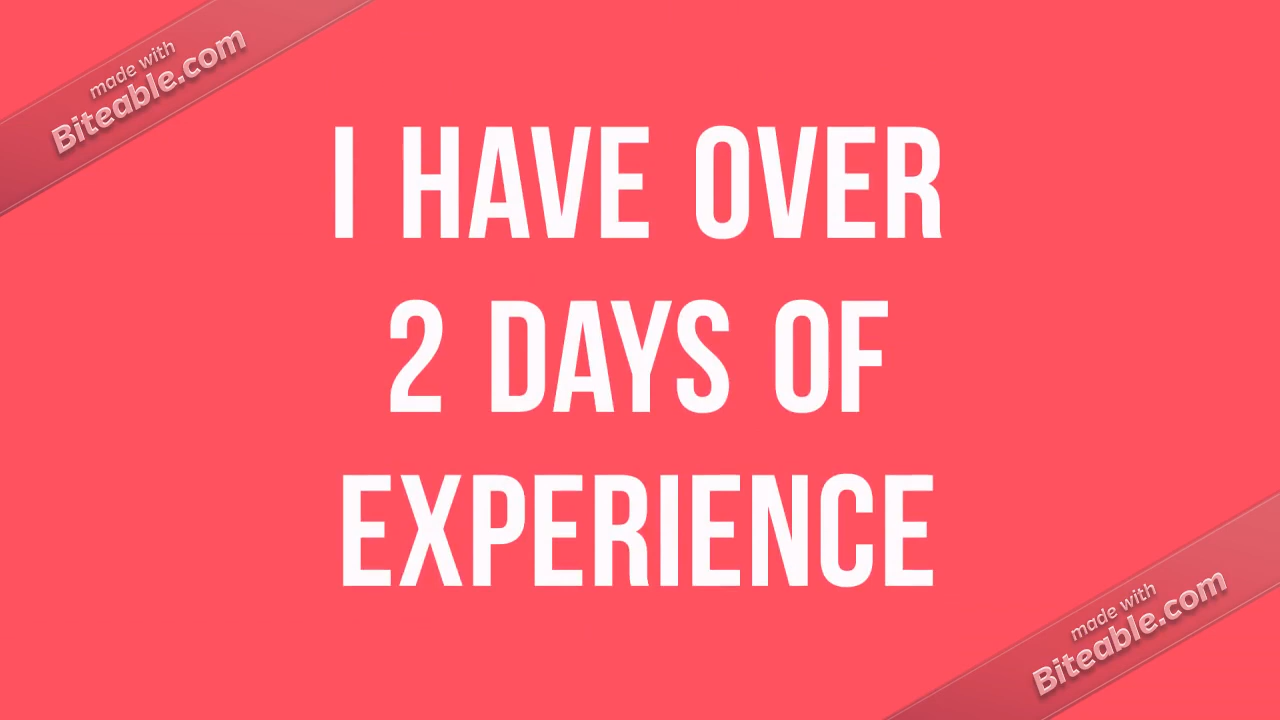 made with
Biteable.com
I HAVE OVER
2 DAYS OF
EXPERIENCE
made with
Biteable.com